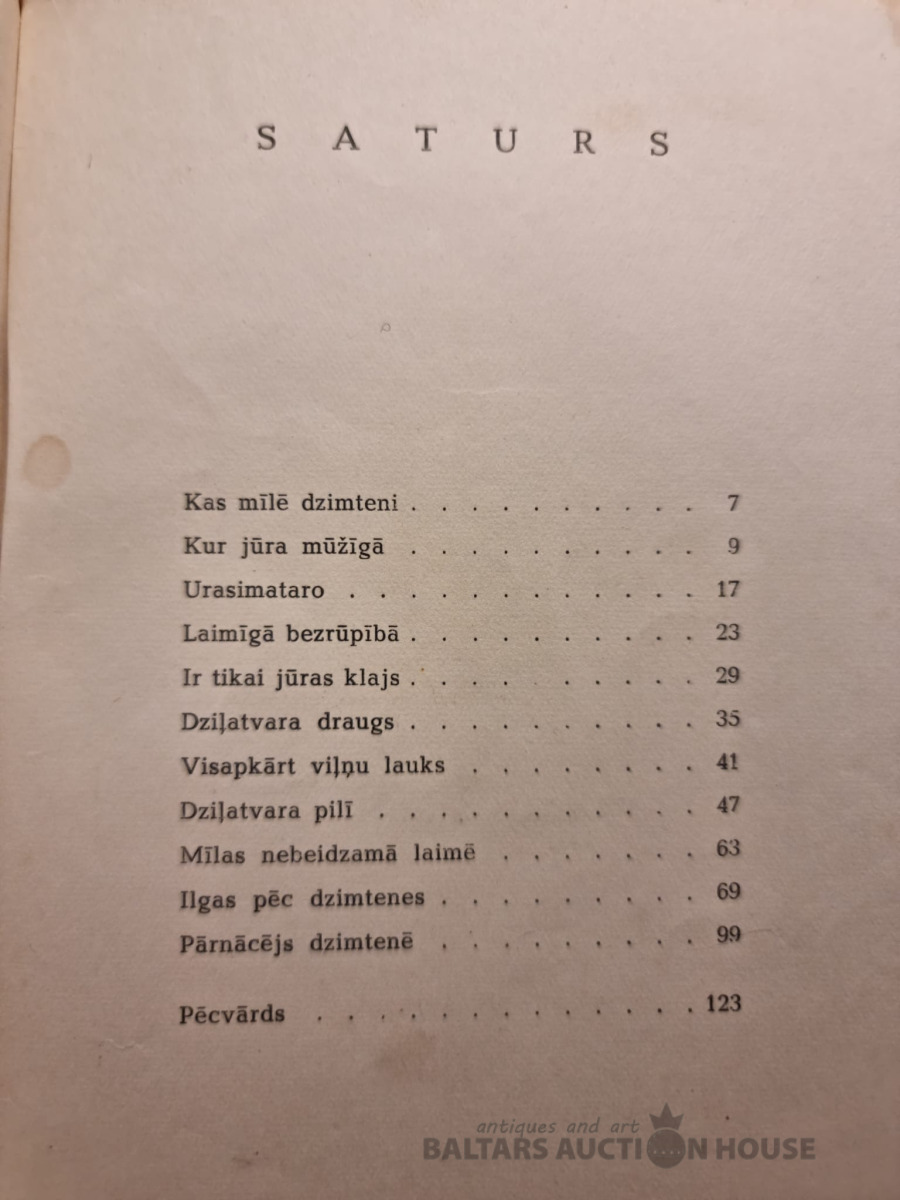 SATURS
Kas mīlē dzimteni . . . . . . . . . . 7
Kur jūra mūžīgā . . . . . . . . . . 9
Urasimataro . . . . . . . . . . . . 17
Laimīgā bezrūpībā . . . . . . . . . . 23
Ir tikai jūras klajs . . . . . . . . . 29
Dziļatvara draugs . . . . . . . . . . 35
Visapkārt viļņu lauks . . . . . . . . 41
Dziļatvara pilī . . . . . . . . . . . 47
Mīlas nebeidzamā laimē . . . . . . . 63
Ilgas pēc dzimtenes . . . . . . . . . 69
Pārnācējs dzimtenē . . . . . . . . . 99
Pēcvārds . . . . . . . . . . . . . 123
antiques and art
BALTARS AUCTION HOUSE